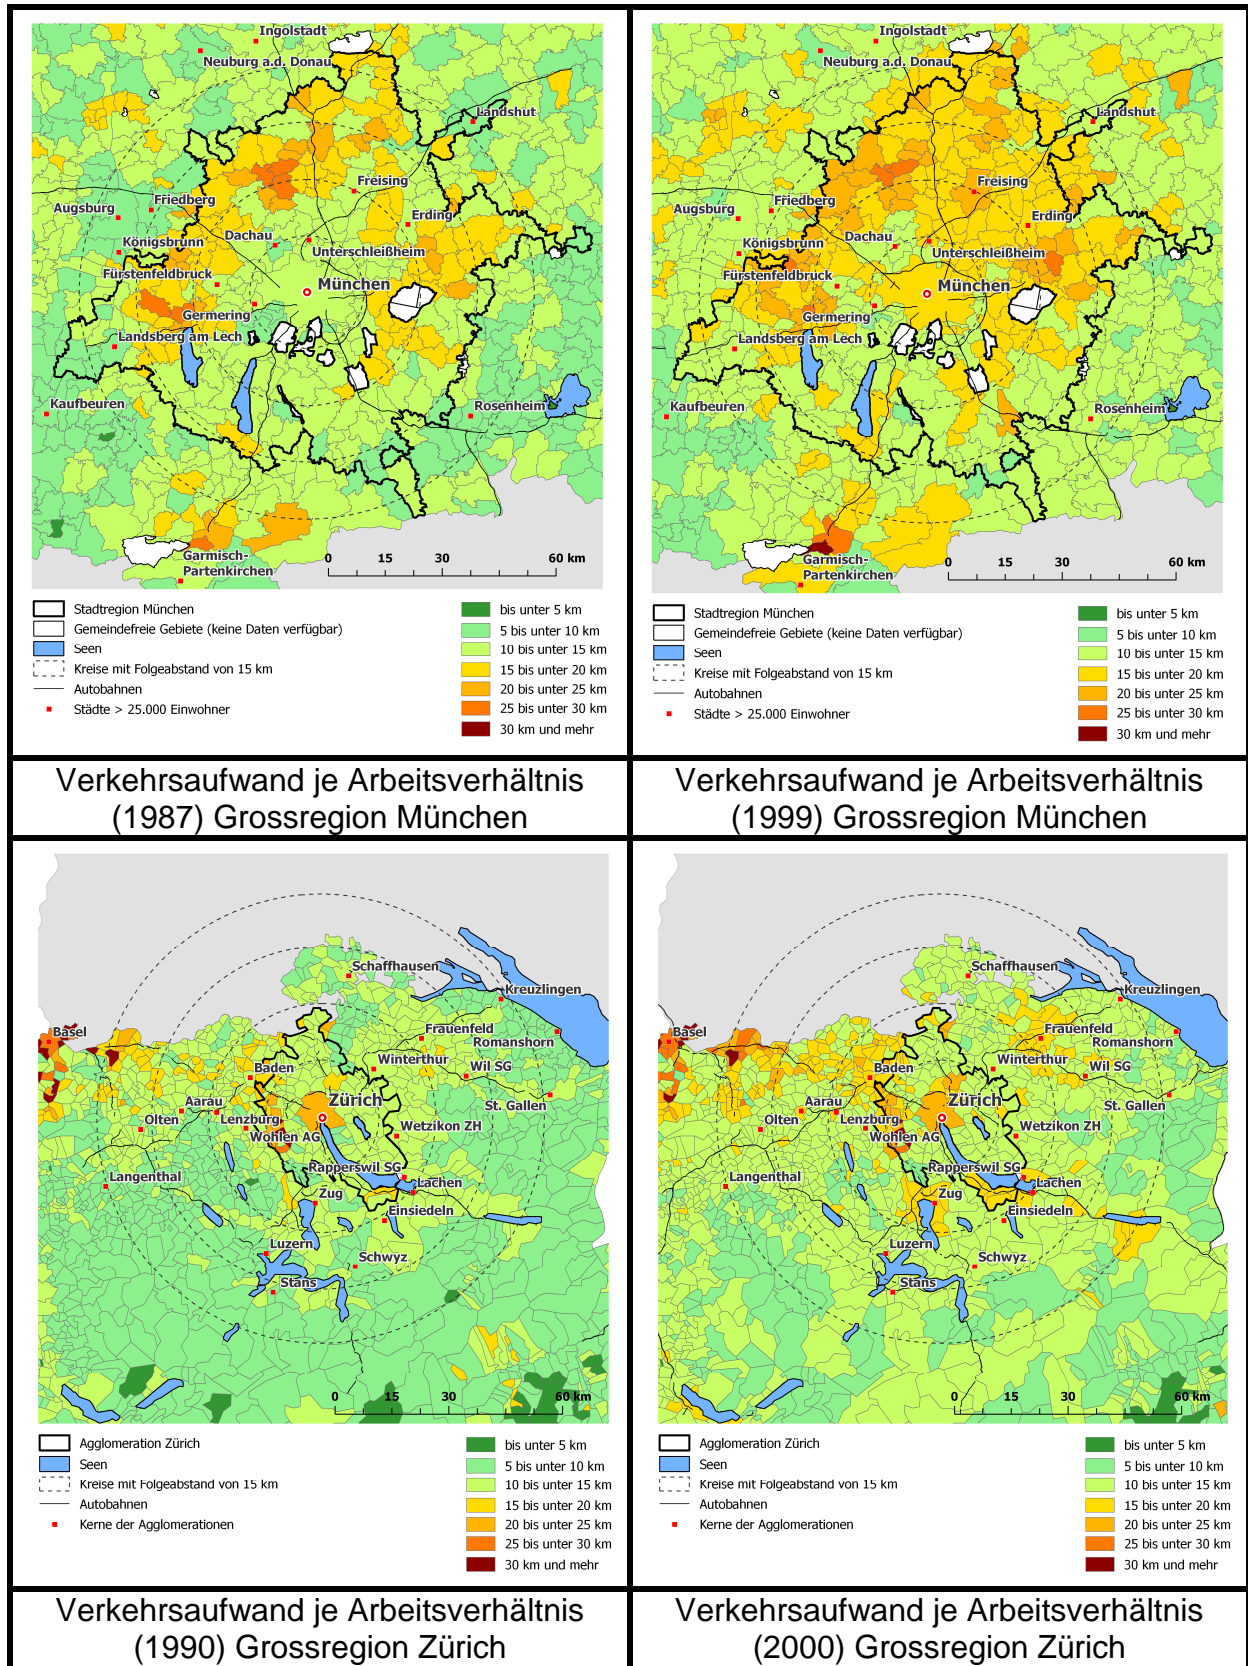 Ingolstadt
Neuburg a.d. Donau
Landshut
Freising
Augsburg
Friedberg
Erding
Königsbrunn
Dachau
Unterschleißheim
Fürstenfeldbruck
München
Germering
Landsberg am Lech
Kaufbeuren
Rosenheim
Garmisch-
Partenkirchen
0 15 30 60 km
Stadtregion München
Gemeindefreie Gebiete (keine Daten verfügbar)
Seen
Kreise mit Folgeabstand von 15 km
Autobahnen
Städte > 25.000 Einwohner
bis unter 5 km
5 bis unter 10 km
10 bis unter 15 km
15 bis unter 20 km
20 bis unter 25 km
25 bis unter 30 km
30 km und mehr
Verkehrsaufwand je Arbeitsverhältnis
(1987) Grossregion München
Ingolstadt
Neuburg a.d. Donau
Landshut
Freising
Augsburg
Friedberg
Erding
Königsbrunn
Dachau
Unterschleißheim
Fürstenfeldbruck
München
Germering
Landsberg am Lech
Kaufbeuren
Rosenheim
Garmisch-
Partenkirchen
0 15 30 60 km
Stadtregion München
Gemeindefreie Gebiete (keine Daten verfügbar)
Seen
Kreise mit Folgeabstand von 15 km
Autobahnen
Städte > 25.000 Einwohner
bis unter 5 km
5 bis unter 10 km
10 bis unter 15 km
15 bis unter 20 km
20 bis unter 25 km
25 bis unter 30 km
30 km und mehr
Verkehrsaufwand je Arbeitsverhältnis
(1999) Grossregion München
Schaffhausen
Kreuzlingen
Basel
Frauenfeld
Romanshorn
Winterthur
Baden
Wil SG
Aarau
Zürich
St. Gallen
Olten
Lenzburg
Wohlen AG
Wetzikon ZH
Rapperswil SG
Langenthal
Zug
Lachen
Einsiedeln
Luzern
Schwyz
Stans
0 15 30 60 km
Agglomeration Zürich
Seen
Kreise mit Folgeabstand von 15 km
Autobahnen
Kerne der Agglomerationen
bis unter 5 km
5 bis unter 10 km
10 bis unter 15 km
15 bis unter 20 km
20 bis unter 25 km
25 bis unter 30 km
30 km und mehr
Verkehrsaufwand je Arbeitsverhältnis
(1990) Grossregion Zürich
Schaffhausen
Kreuzlingen
Basel
Frauenfeld
Romanshorn
Winterthur
Baden
Wil SG
Aarau
Zürich
St. Gallen
Olten
Lenzburg
Wohlen AG
Wetzikon ZH
Rapperswil SG
Langenthal
Zug
Lachen
Einsiedeln
Luzern
Schwyz
Stans
0 15 30 60 km
Agglomeration Zürich
Seen
Kreise mit Folgeabstand von 15 km
Autobahnen
Kerne der Agglomerationen
bis unter 5 km
5 bis unter 10 km
10 bis unter 15 km
15 bis unter 20 km
20 bis unter 25 km
25 bis unter 30 km
30 km und mehr
Verkehrsaufwand je Arbeitsverhältnis
(2000) Grossregion Zürich